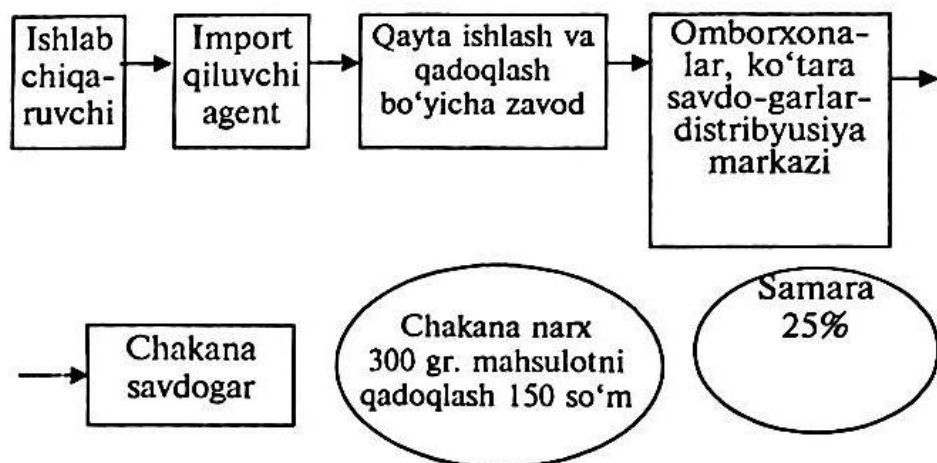 Ishlab
chiqa-
ruvchi
Import
qiluvchi
agent
Qayta ishlash va
qadoqlash
bo‘yicha zavod
Omborxona-
lar, ko‘tara
savdo-garlar-
distribyusiya
markazi
Chakana
savdogar
Chakana narx
300 gr. mahsulotni
qadoqlash 150 so‘m
Samara
25%